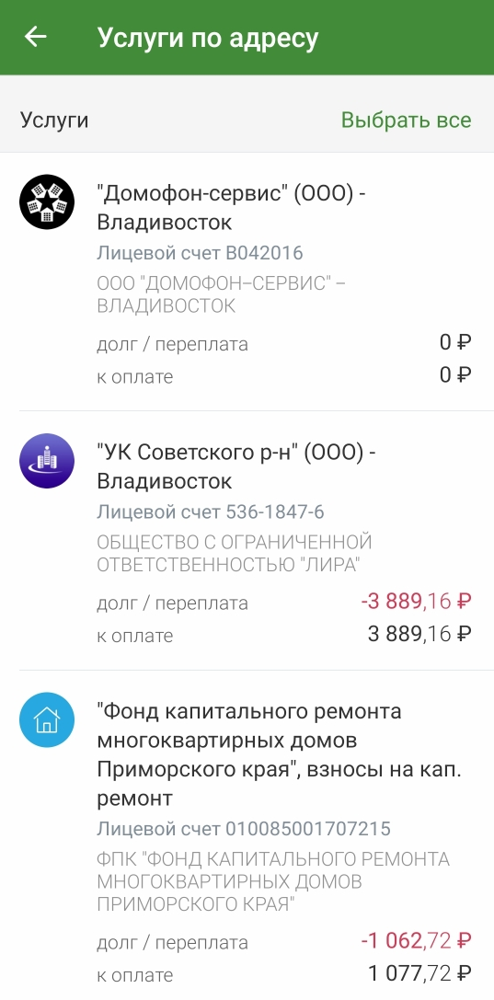 Услуги по адресу
Услуги
Выбрать все
"Домофон-сервис" (ООО) -
Владивосток
Лицевой счет В042016
ООО "ДОМОФОН–СЕРВИС" –
ВЛАДИВОСТОК
долг / переплата 0 ₽
к оплате 0 ₽
"УК Советского р-н" (ООО) -
Владивосток
Лицевой счет 536-1847-6
ОБЩЕСТВО С ОГРАНИЧЕННОЙ
ОТВЕТСТВЕННОСТЬЮ "ЛИРА"
долг / переплата -3 889,16 ₽
к оплате 3 889,16 ₽
"Фонд капитального ремонта
многоквартирных домов
Приморского края", взносы на кап.
ремонт
Лицевой счет 010085001707215
ФПК "ФОНД КАПИТАЛЬНОГО РЕМОНТА
МНОГОКВАРТИРНЫХ ДОМОВ
ПРИМОРСКОГО КРАЯ"
долг / переплата -1 062,72 ₽
к оплате 1 077,72 ₽